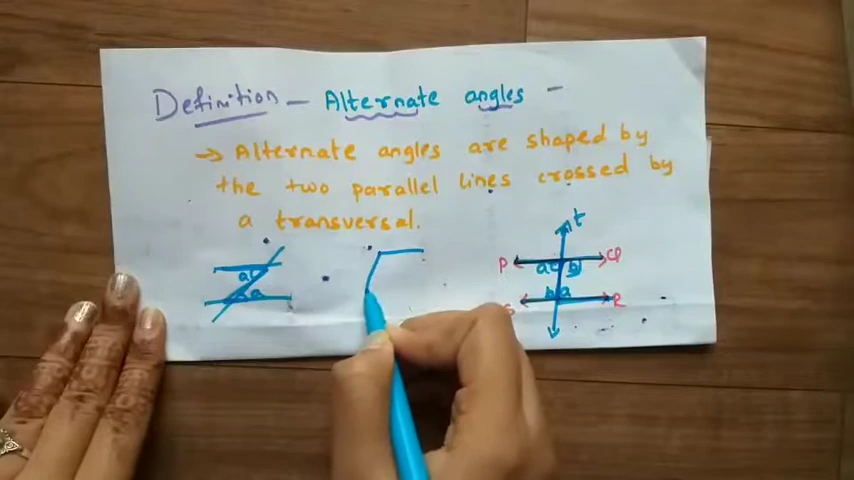 Definition - Alternate angles -
→ Alternate angles are shaped by
the two parallel lines crossed by
a transversal.
t
P Q
a b
b a
R
a
b a